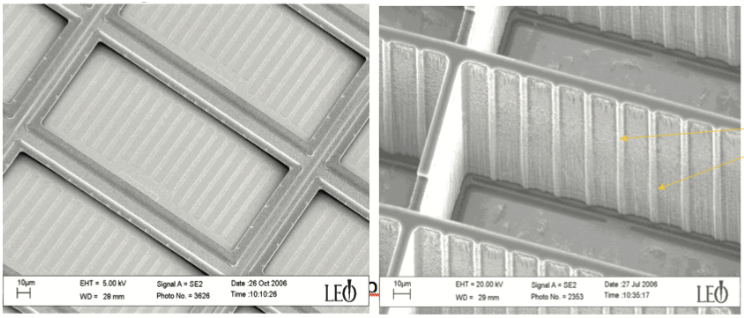 10µm
EHT = 5.00 kV
Signal A = SE2
Date :26 Oct 2006
WD = 28 mm
Photo No. = 3626
Time :10:10:26
LEO
10µm
EHT = 20.00 kV
Signal A = SE2
Date :27 Jul 2006
WD = 29 mm
Photo No. = 2353
Time :10:35:17
LEO